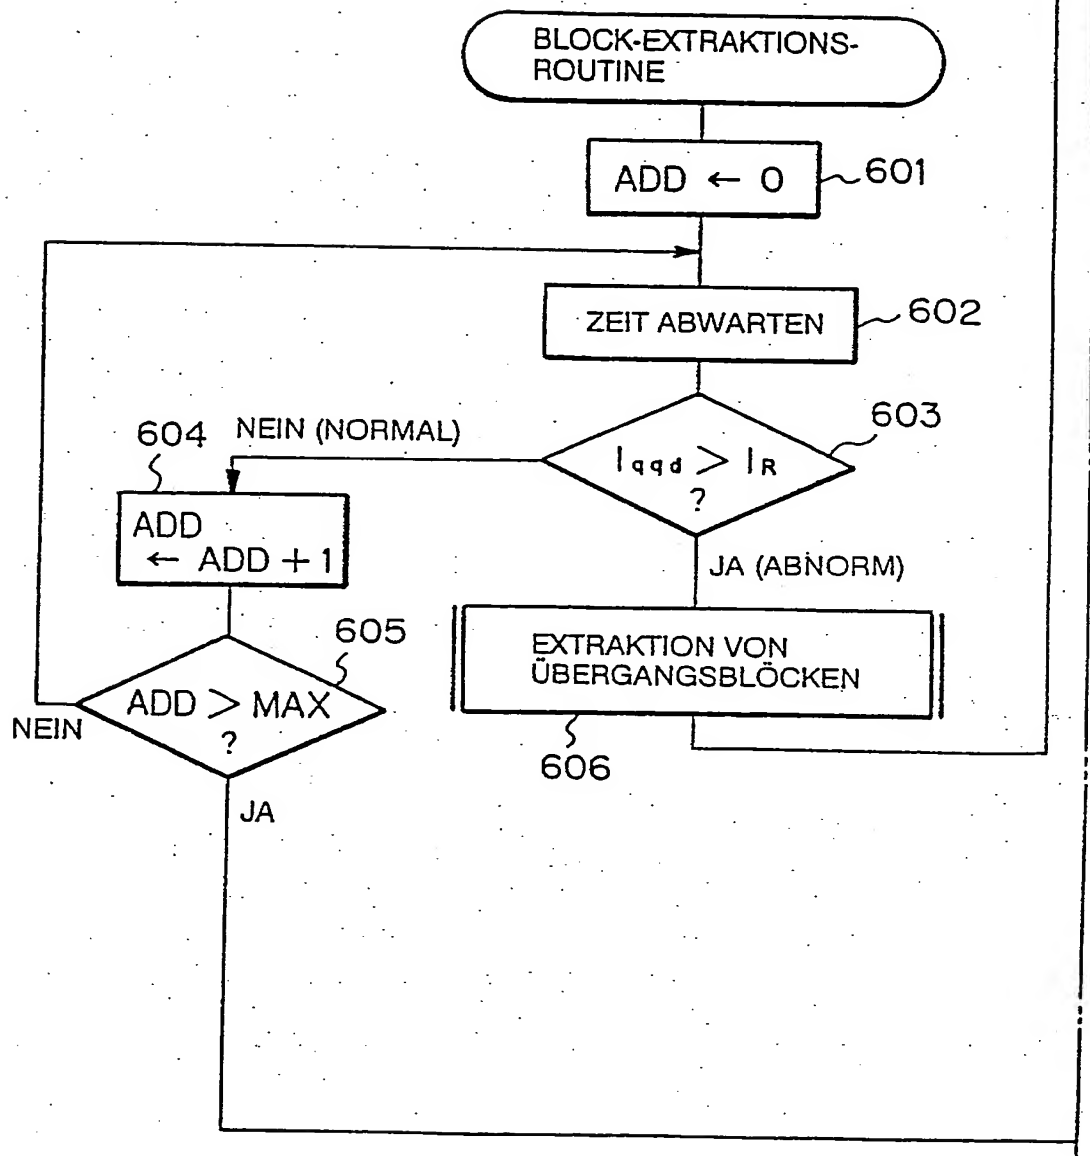 BLOCK-EXTRAKTIONS-
ROUTINE
ADD ← 0
601
ZEIT ABWARTEN
602
603
Iqqd > IR
?
NEIN (NORMAL)
604
ADD
← ADD + 1
JA (ABNORM)
605
ADD > MAX
?
NEIN
JA
EXTRAKTION VON
ÜBERGANGSBLÖCKEN
606